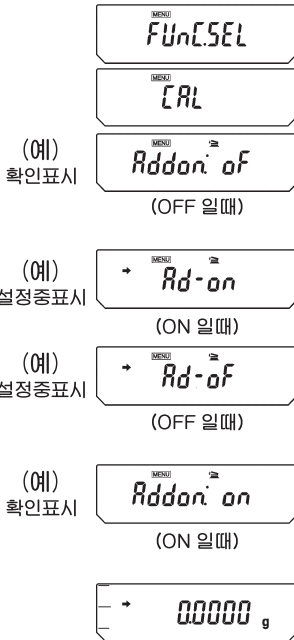 MENU
FUnC.SEL
MENU
CAL
(예)
확인표시
MENU
Addon: oF
(OFF 일때)
(예)
설정중표시
MENU
Ad-on
(ON 일때)
(예)
설정중표시
MENU
Ad-oF
(OFF 일때)
(예)
확인표시
MENU
Addon: on
(ON 일때)
0.0000 g